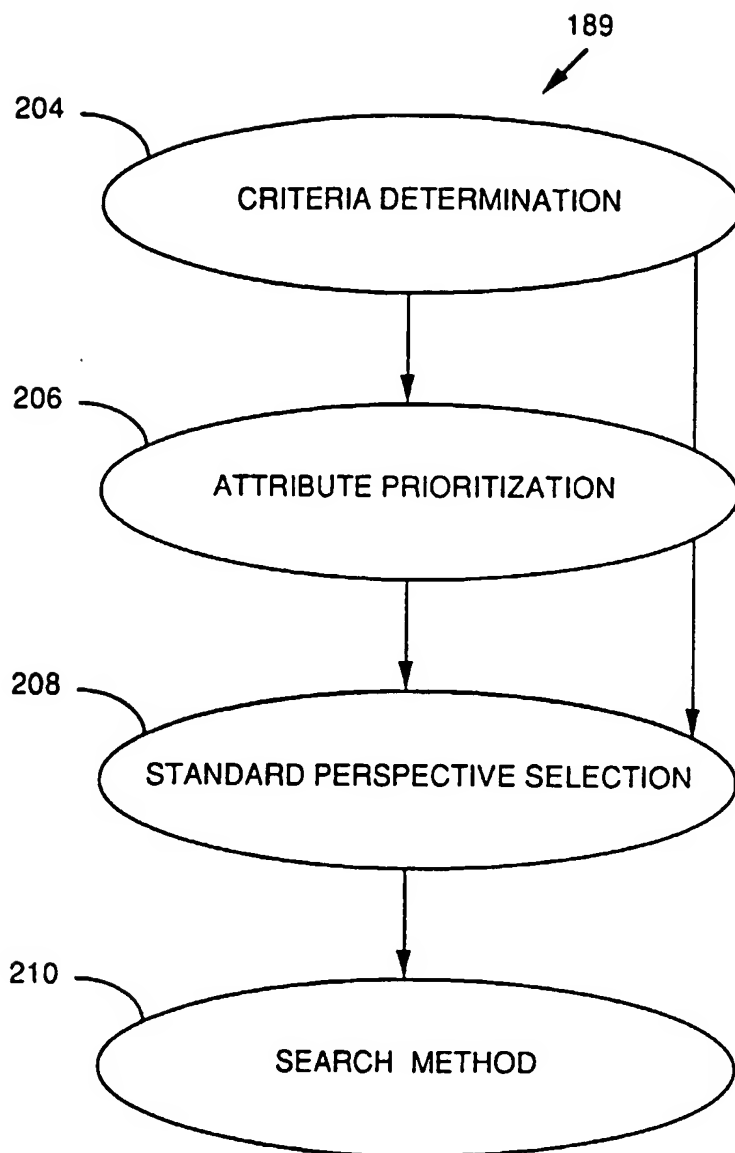 189
204
CRITERIA DETERMINATION
206
ATTRIBUTE PRIORITIZATION
208
STANDARD PERSPECTIVE SELECTION
210
SEARCH METHOD